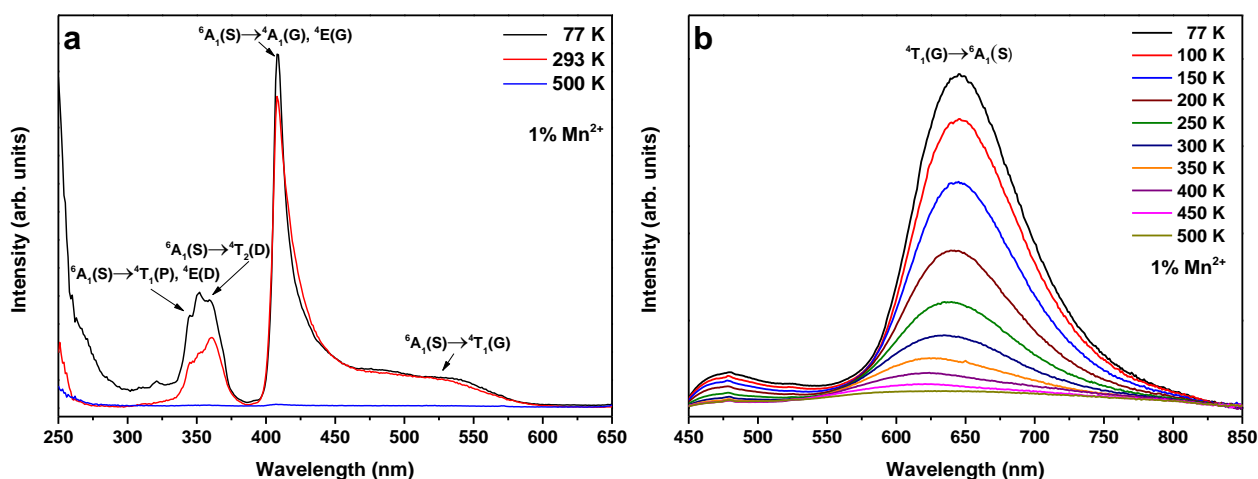 a
⁶A₁(S)→⁴A₁(G), ⁴E(G)
77 K
293 K
500 K
1% Mn²⁺
⁶A₁(S)→⁴T₂(D)
⁶A₁(S)→⁴T₁(P), ⁴E(D)
⁶A₁(S)→⁴T₁(G)
Intensity (arb. units)
250 300 350 400 450 500 550 600 650
Wavelength (nm)
b
⁴T₁(G)→⁶A₁(S)
77 K
100 K
150 K
200 K
250 K
300 K
350 K
400 K
450 K
500 K
1% Mn²⁺
Intensity (arb. units)
450 500 550 600 650 700 750 800 850
Wavelength (nm)